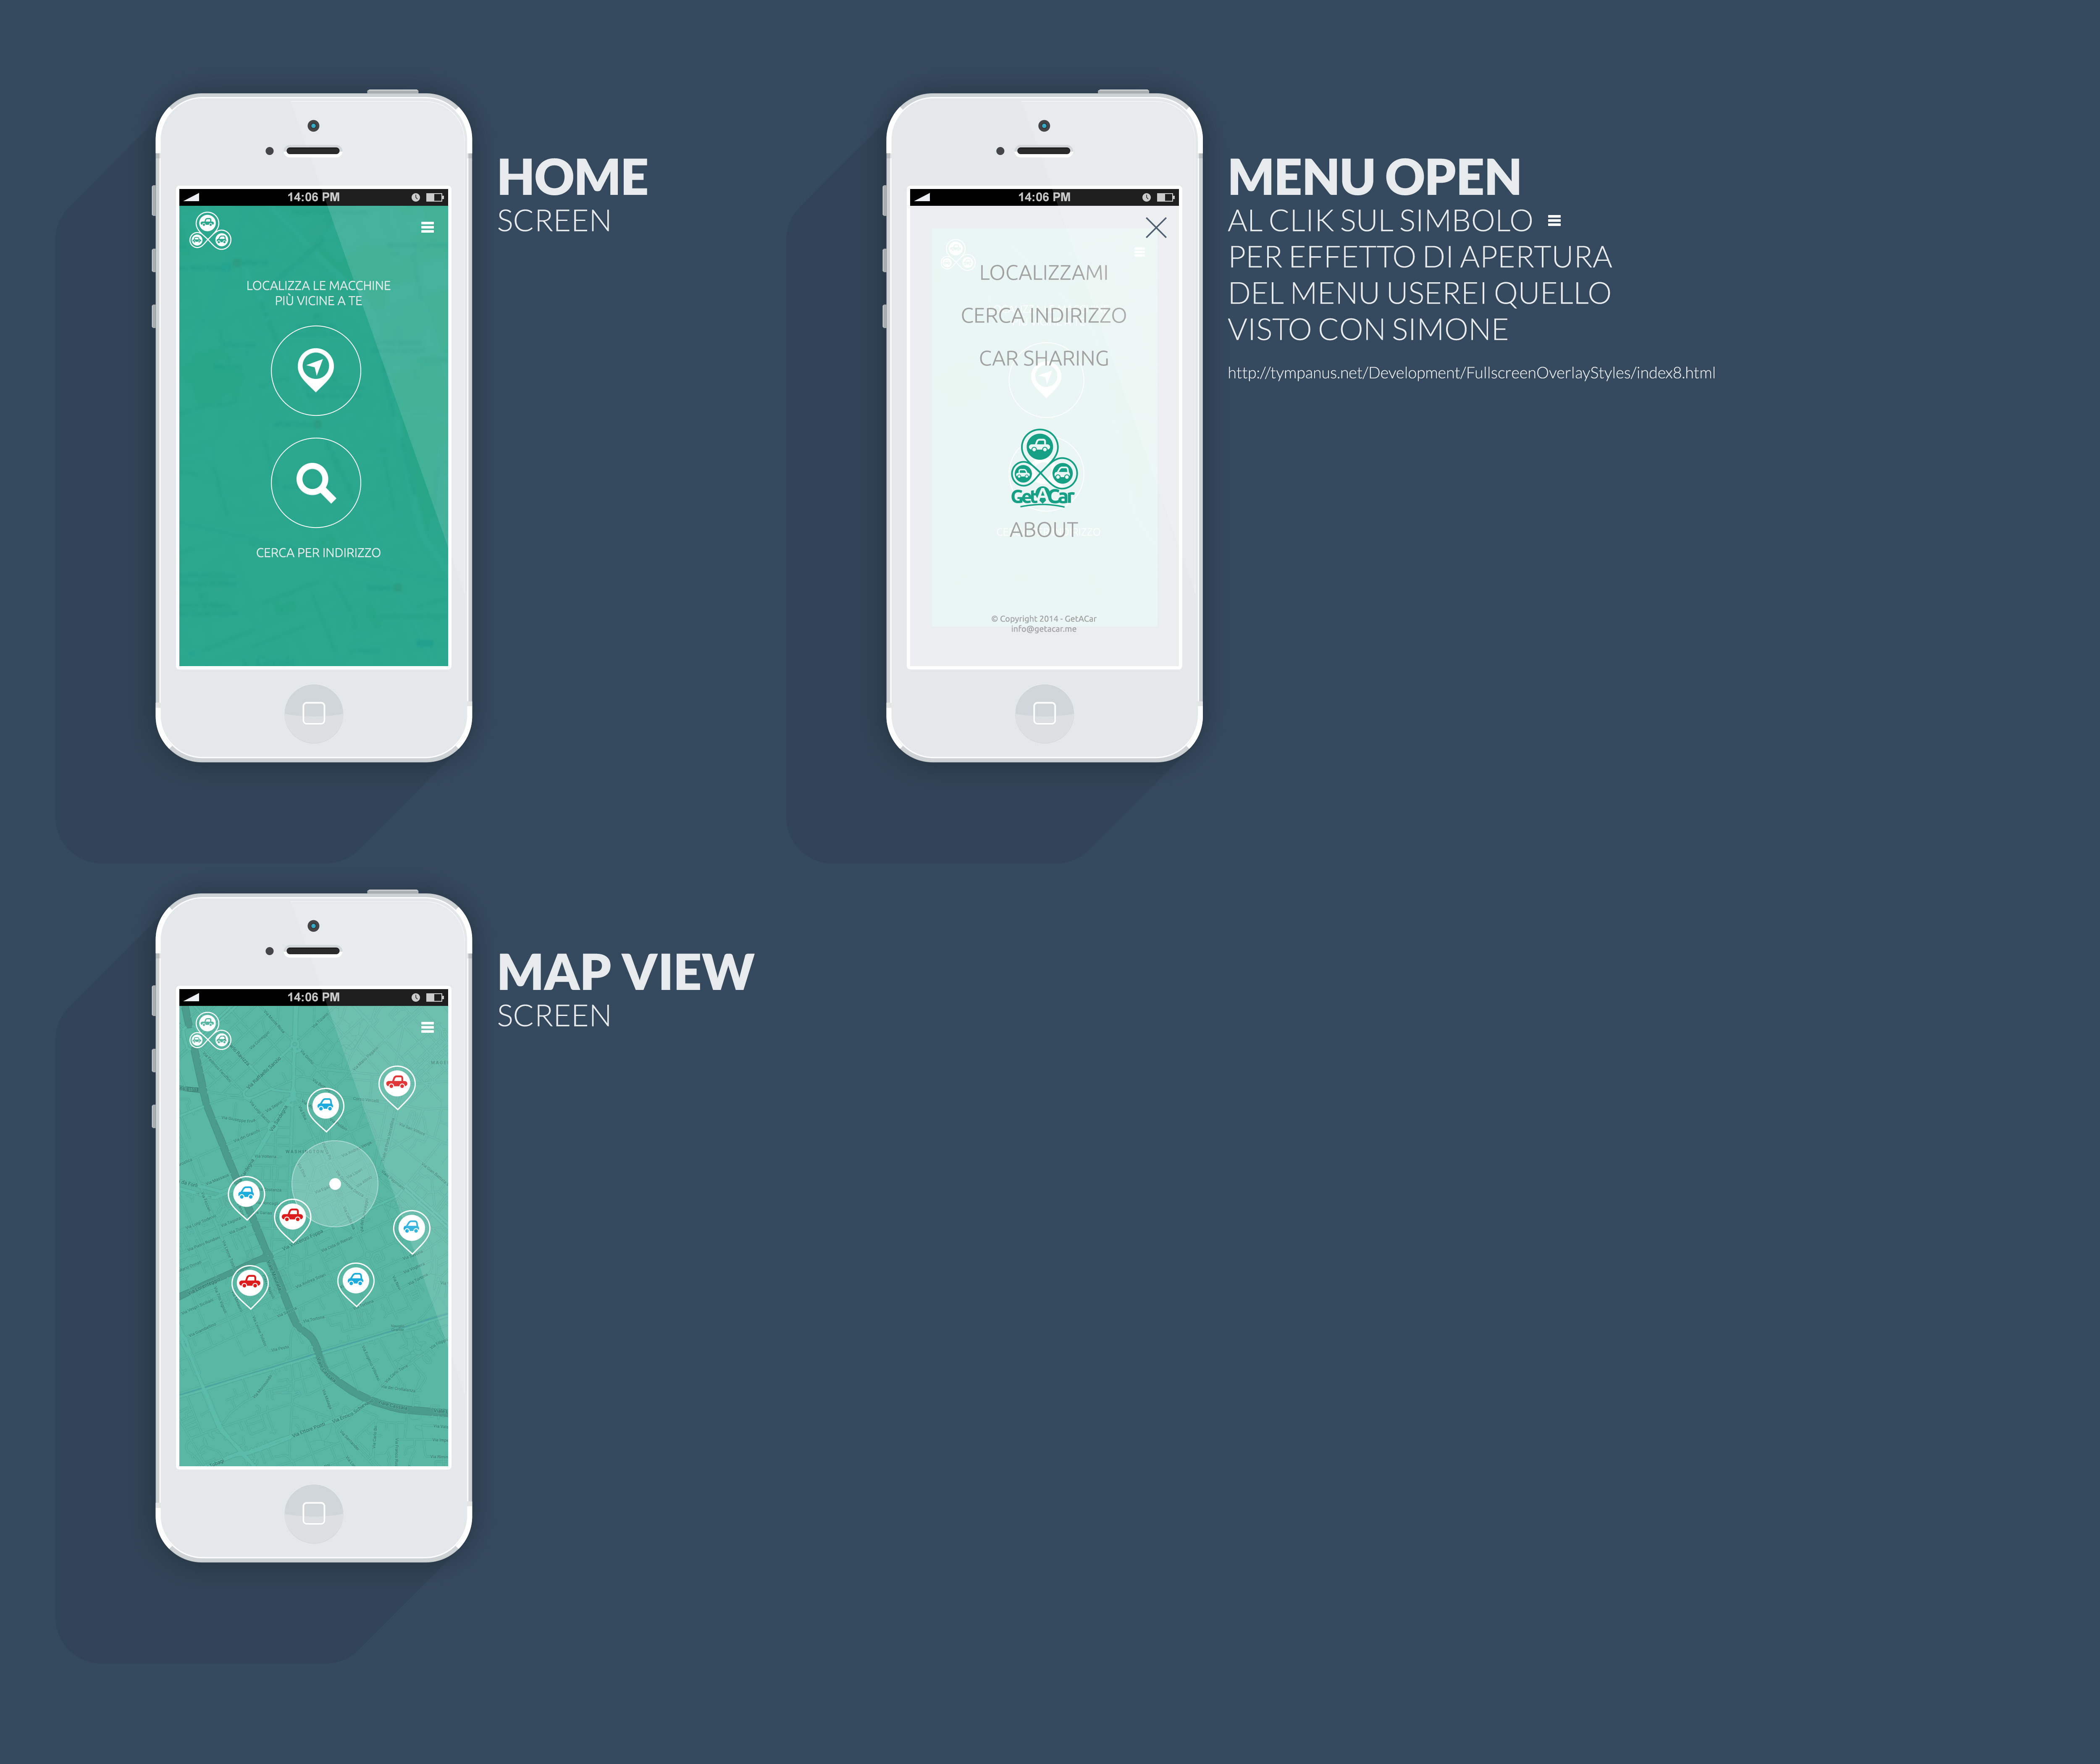 14:06 PM
LOCALIZZA LE MACCHINE
PIÙ VICINE A TE
CERCA PER INDIRIZZO
HOME
SCREEN
14:06 PM
LOCALIZZAMI
CERCA INDIRIZZO
CAR SHARING
GetACar
ABOUT
© Copyright 2014 - GetACar
info@getacar.me
MENU OPEN
AL CLIK SUL SIMBOLO
PER EFFETTO DI APERTURA
DEL MENU USEREI QUELLO
VISTO CON SIMONE
http://tympanus.net/Development/FullscreenOverlayStyles/index8.html
14:06 PM
WASHINGTON
MAP VIEW
SCREEN